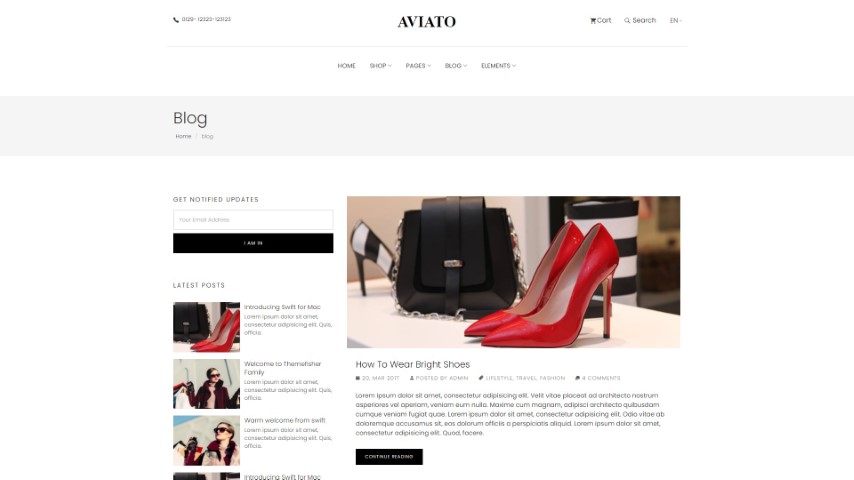 0129- 12323-123123
AVIATO
Cart
Search
EN
HOME
SHOP
PAGES
BLOG
ELEMENTS
Blog
Home / blog
GET NOTIFIED UPDATES
Your Email Address
I AM IN
LATEST POSTS
Introducing Swift for Mac
Lorem ipsum dolor sit amet,
consectetur adipisicing elit. Quis,
officia.
Welcome to Themefisher
Family
Lorem ipsum dolor sit amet,
consectetur adipisicing elit. Quis,
officia.
Warm welcome from swift
Lorem ipsum dolor sit amet,
consectetur adipisicing elit. Quis,
officia.
Introducing Swift for Mac
How To Wear Bright Shoes
20, MAR 2017 POSTED BY ADMIN LIFESTYLE, TRAVEL, FASHION 4 COMMENTS
Lorem ipsum dolor sit amet, consectetur adipisicing elit. Velit vitae placeat ad architecto nostrum
asperiores vel aperiam, veniam eum nulla. Maxime cum magnam, adipisci architecto quibusdam
cumque veniam fugiat quae. Lorem ipsum dolor sit amet, consectetur adipisicing elit. Odio vitae ab
doloremque accusamus sit, eos dolorum officiis a perspiciatis aliquid. Lorem ipsum dolor sit amet,
consectetur adipisicing elit. Quod, facere.
CONTINUE READING